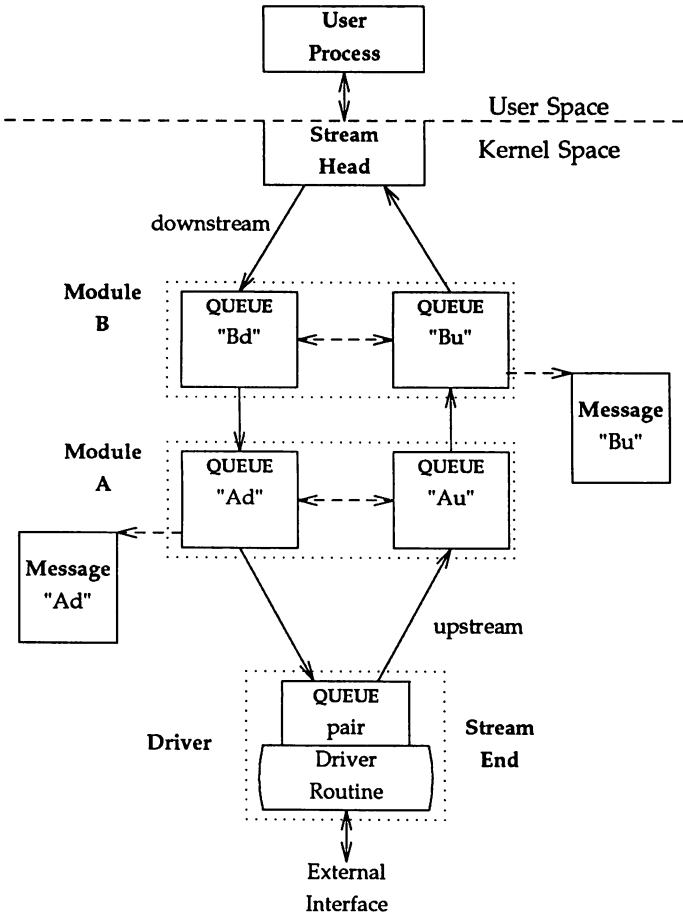 User
Process
User Space
Stream
Head
Kernel Space
downstream
Module
B
QUEUE
"Bd"
QUEUE
"Bu"
Message
"Bu"
Module
A
QUEUE
"Ad"
QUEUE
"Au"
Message
"Ad"
upstream
QUEUE
pair
Driver
Stream
End
Driver
Routine
External
Interface